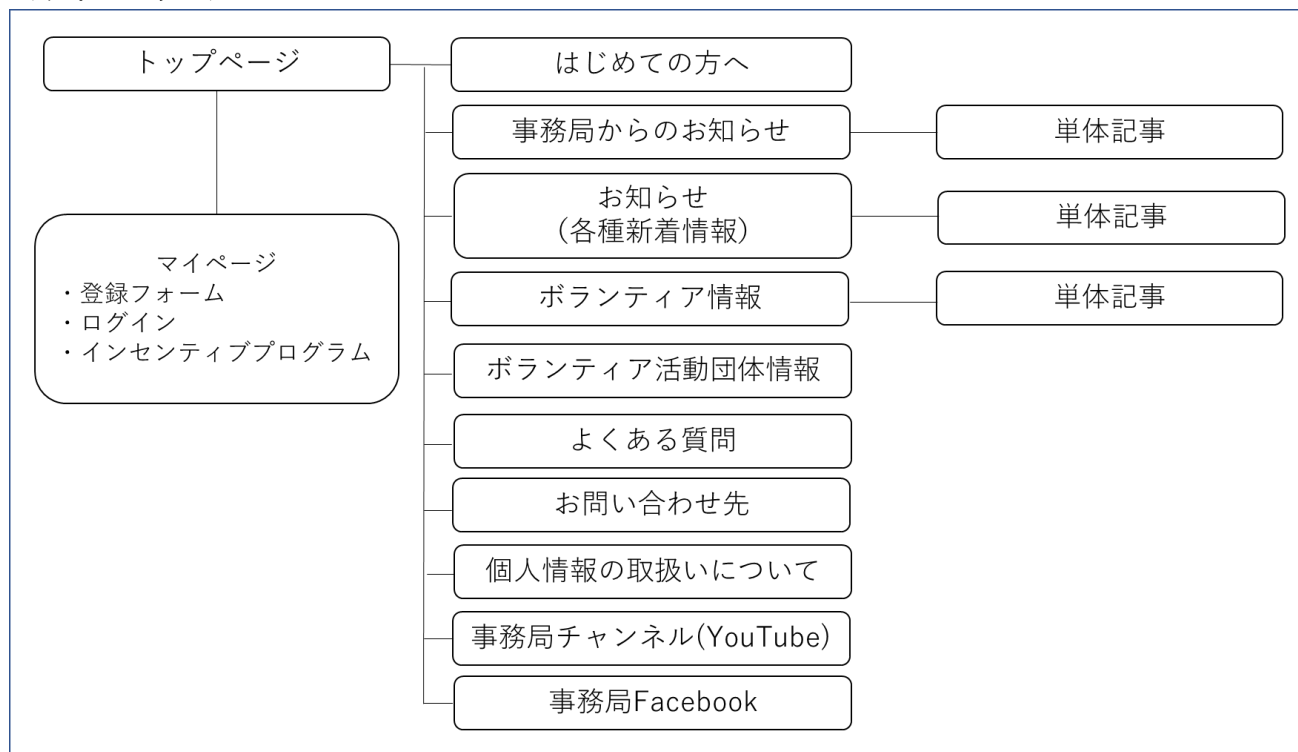 トップページ
はじめての方へ
事務局からのお知らせ
単体記事
お知らせ
(各種新着情報)
単体記事
マイページ
・登録フォーム
・ログイン
・インセンティブプログラム
ボランティア情報
単体記事
ボランティア活動団体情報
よくある質問
お問い合わせ先
個人情報の取扱いについて
事務局チャンネル(YouTube)
事務局Facebook